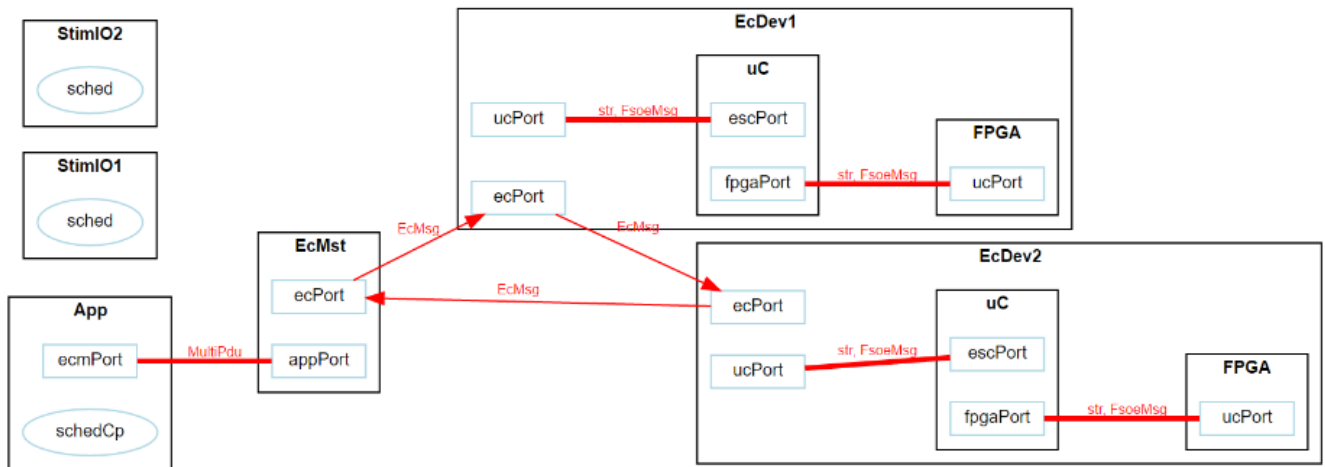 StimIO2
sched
StimIO1
sched
App
ecmPort
schedCp
MultiPdu
EcMst
ecPort
appPort
EcMsg
EcMsg
EcMsg
EcDev1
ucPort
str, FsoeMsg
ecPort
uC
escPort
fpgaPort
str, FsoeMsg
FPGA
ucPort
EcDev2
ecPort
ucPort
str, FsoeMsg
uC
escPort
fpgaPort
str, FsoeMsg
FPGA
ucPort